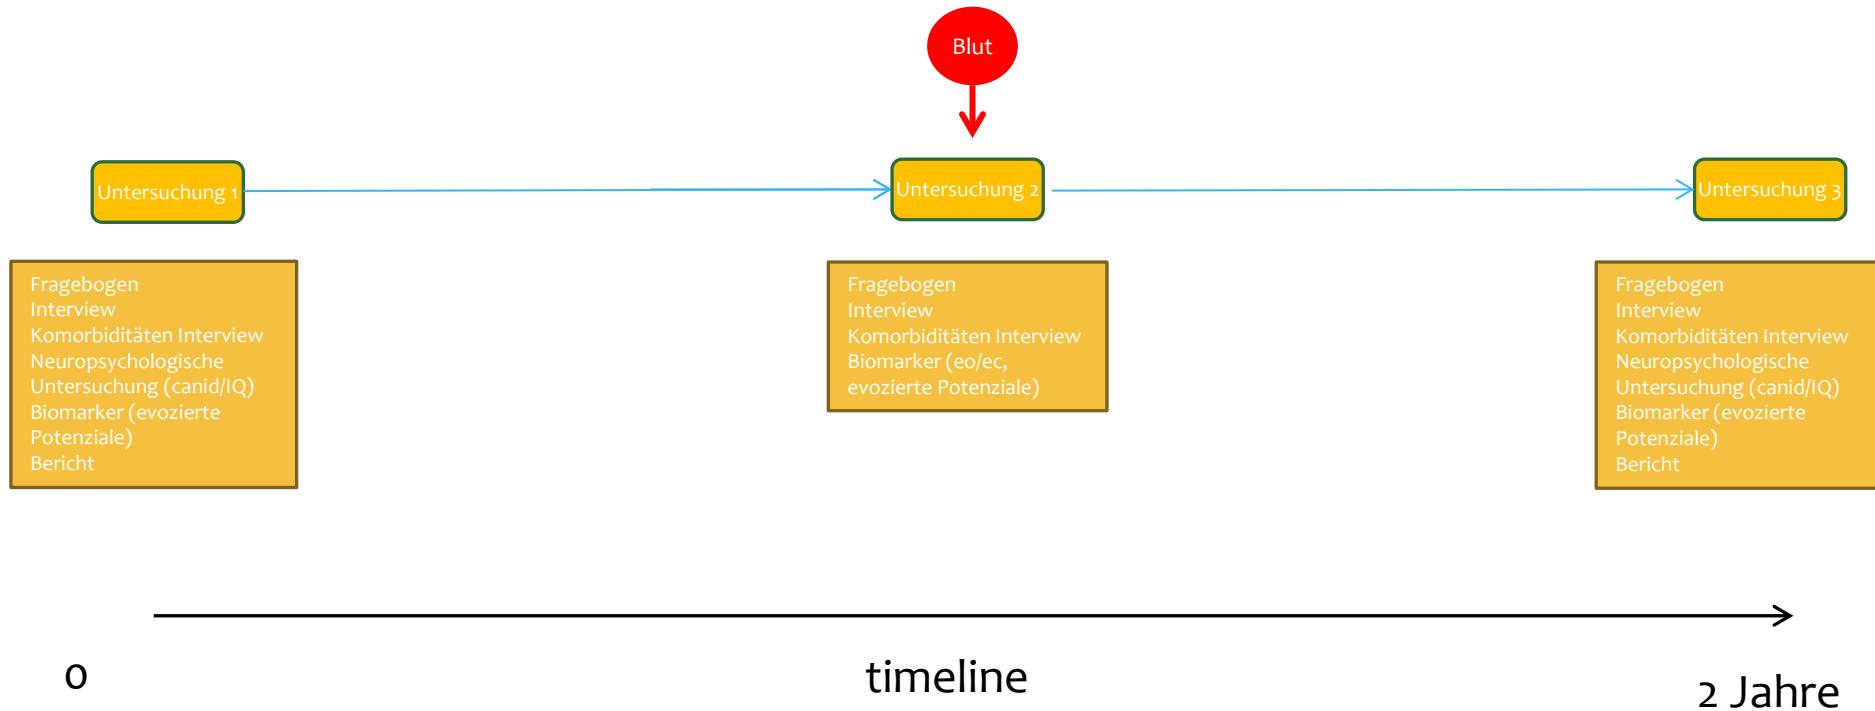 Blut
Untersuchung 1
Untersuchung 2
Untersuchung 3
Fragebogen
Interview
Komorbiditäten Interview
Neuropsychologische
Untersuchung (canid/IQ)
Biomarker (evozierte
Potenziale)
Bericht
Fragebogen
Interview
Komorbiditäten Interview
Biomarker (eo/ec,
evozierte Potenziale)
Fragebogen
Interview
Komorbiditäten Interview
Neuropsychologische
Untersuchung (canid/IQ)
Biomarker (evozierte
Potenziale)
Bericht
0
timeline
2 Jahre